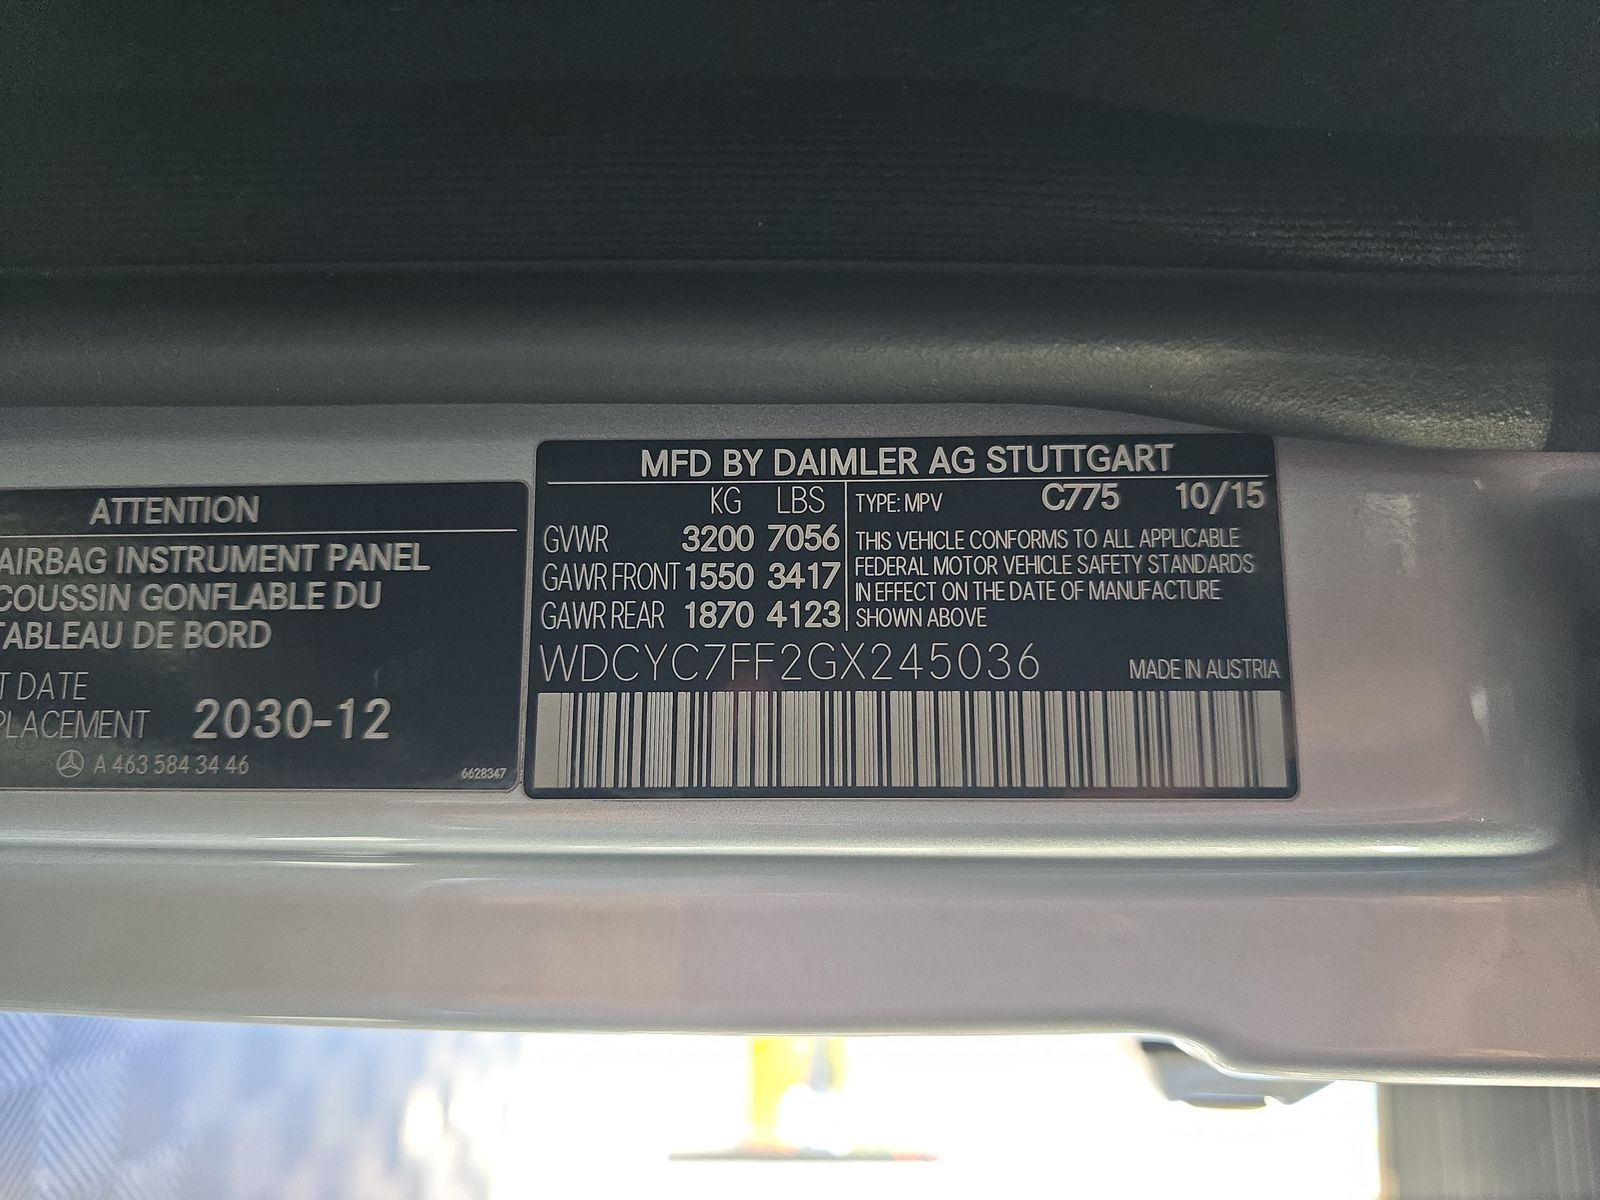 ATTENTION
AIRBAG INSTRUMENT PANEL
COUSSIN GONFLABLE DU
TABLEAU DE BORD
T DATE
PLACEMENT 2030-12
A 463 584 34 46
6628347
MFD BY DAIMLER AG STUTTGART
KG LBS
GVWR 3200 7056
GAWR FRONT 1550 3417
GAWR REAR 1870 4123
TYPE: MPV C775 10/15
THIS VEHICLE CONFORMS TO ALL APPLICABLE
FEDERAL MOTOR VEHICLE SAFETY STANDARDS
IN EFFECT ON THE DATE OF MANUFACTURE
SHOWN ABOVE
WDCYC7FF2GX245036
MADE IN AUSTRIA